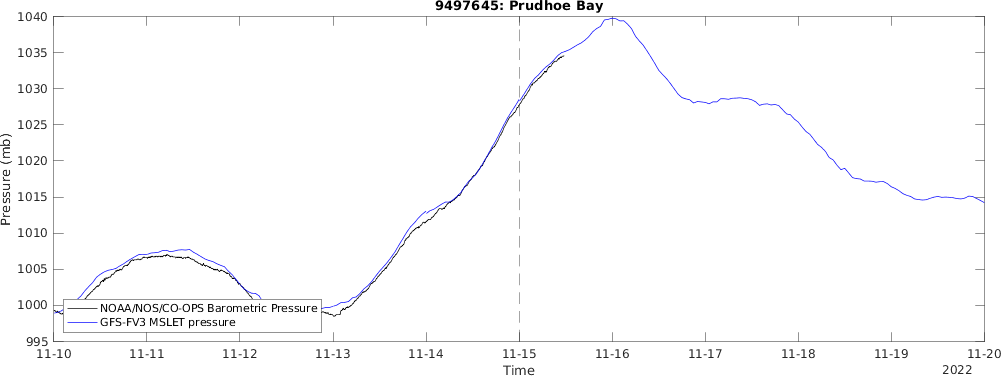 9497645: Prudhoe Bay
1040
1035
1030
1025
1020
1015
1010
1005
1000
995
Pressure (mb)
NOAA/NOS/CO-OPS Barometric Pressure
GFS-FV3 MSLET pressure
11-10 11-11 11-12 11-13 11-14 11-15 11-16 11-17 11-18 11-19 11-20
Time
2022